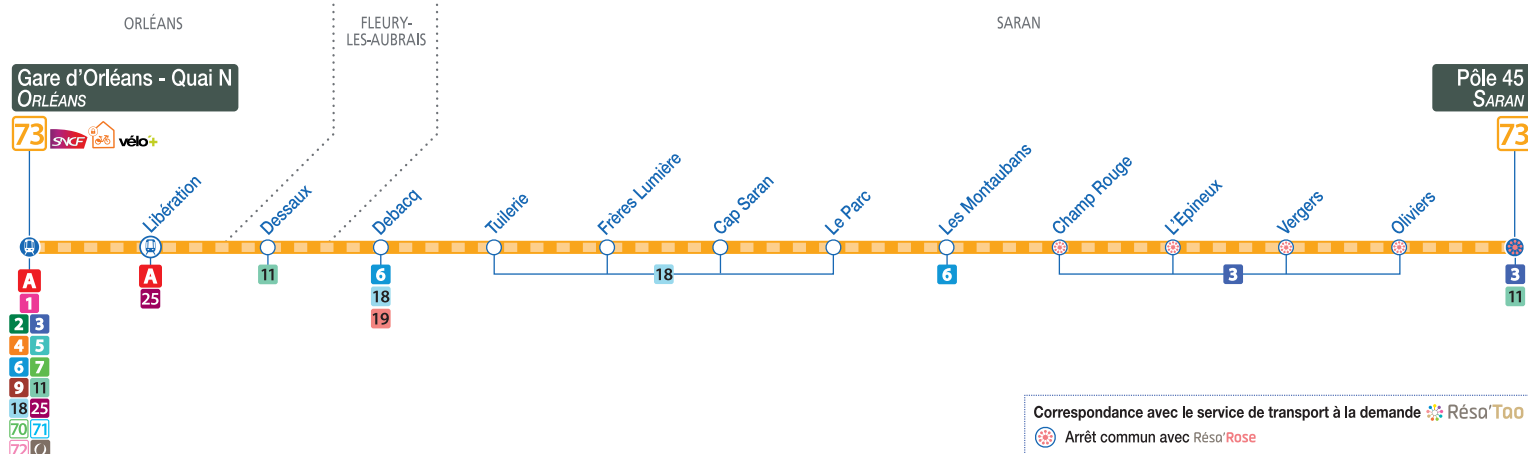 ORLÉANS
FLEURY-
LES-AUBRAIS
SARAN
Gare d'Orléans - Quai N
ORLÉANS
73 SNCF vélo+
Pôle 45
SARAN
73
Libération
Dessaux
Debacq
Tuilerie
Frères Lumière
Cap Saran
Le Parc
Les Montaubans
Champ Rouge
L'Epineux
Vergers
Oliviers
A
1
2 3
4 5
6 7
9 11
18 25
70 71
72
A
25
11
6
18
19
18
6
3
3
11
Correspondance avec le service de transport à la demande Résa'Tao
Arrêt commun avec Résa'Rose